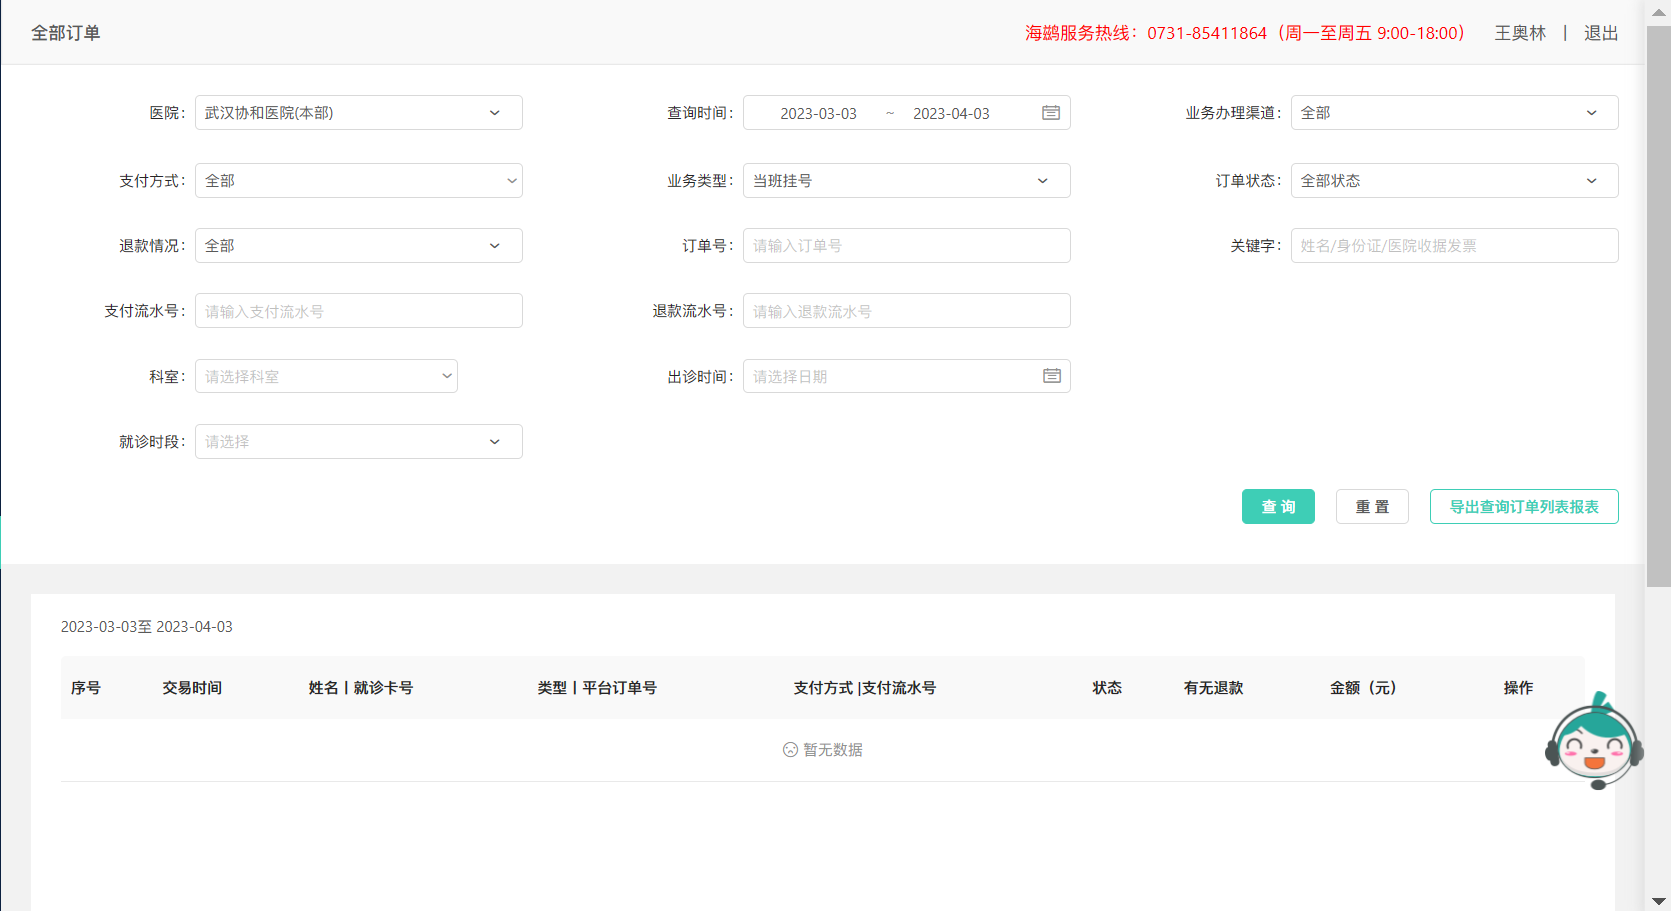 全部订单
海鹚服务热线：0731-85411864（周一至周五 9:00-18:00）
王奥林 | 退出
医院： 武汉协和医院(本部)
查询时间： 2023-03-03 ~ 2023-04-03
业务办理渠道： 全部
支付方式： 全部
业务类型： 当班挂号
订单状态： 全部状态
退款情况： 全部
订单号： 请输入订单号
关键字： 姓名/身份证/医院收据发票
支付流水号： 请输入支付流水号
退款流水号： 请输入退款流水号
科室： 请选择科室
出诊时间： 请选择日期
就诊时段： 请选择
查 询
重 置
导出查询订单列表报表
2023-03-03至 2023-04-03
序号 交易时间 姓名丨就诊卡号 类型丨平台订单号 支付方式 |支付流水号 状态 有无退款 金额（元） 操作
暂无数据